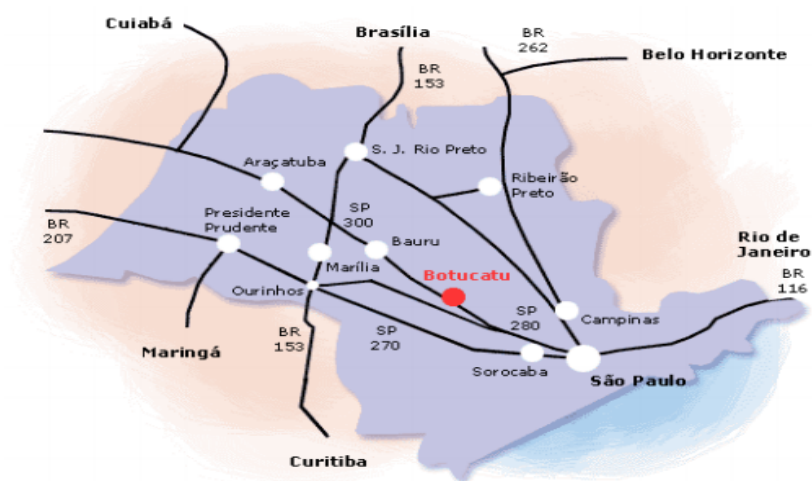 Cuiabá
Brasília
BR
262
Belo Horizonte
BR
153
S. J. Rio Preto
Araçatuba
Ribeirão
Preto
SP
300
Presidente
Prudente
BR
207
Bauru
Rio de
Janeiro
Marília
Botucatu
BR
116
Ourinhos
SP
280
Campinas
BR
153
SP
270
Maringá
Sorocaba
São Paulo
Curitiba